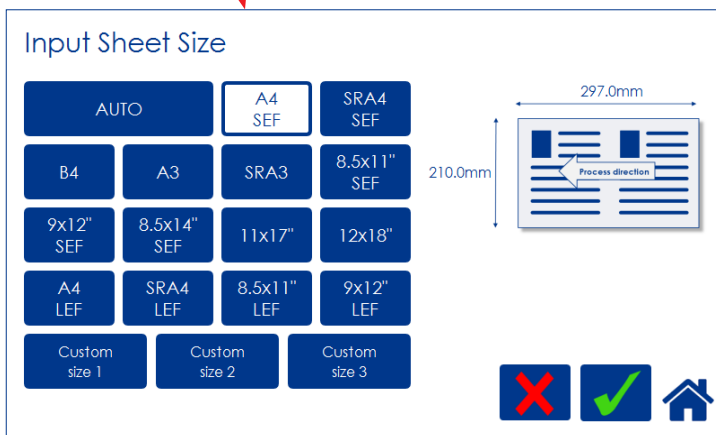 Input Sheet Size
AUTO
A4
SEF
SRA4
SEF
B4
A3
SRA3
8.5x11"
SEF
9x12"
SEF
8.5x14"
SEF
11x17"
12x18"
A4
LEF
SRA4
LEF
8.5x11"
LEF
9x12"
LEF
Custom
size 1
Custom
size 2
Custom
size 3
297.0mm
210.0mm
Process direction